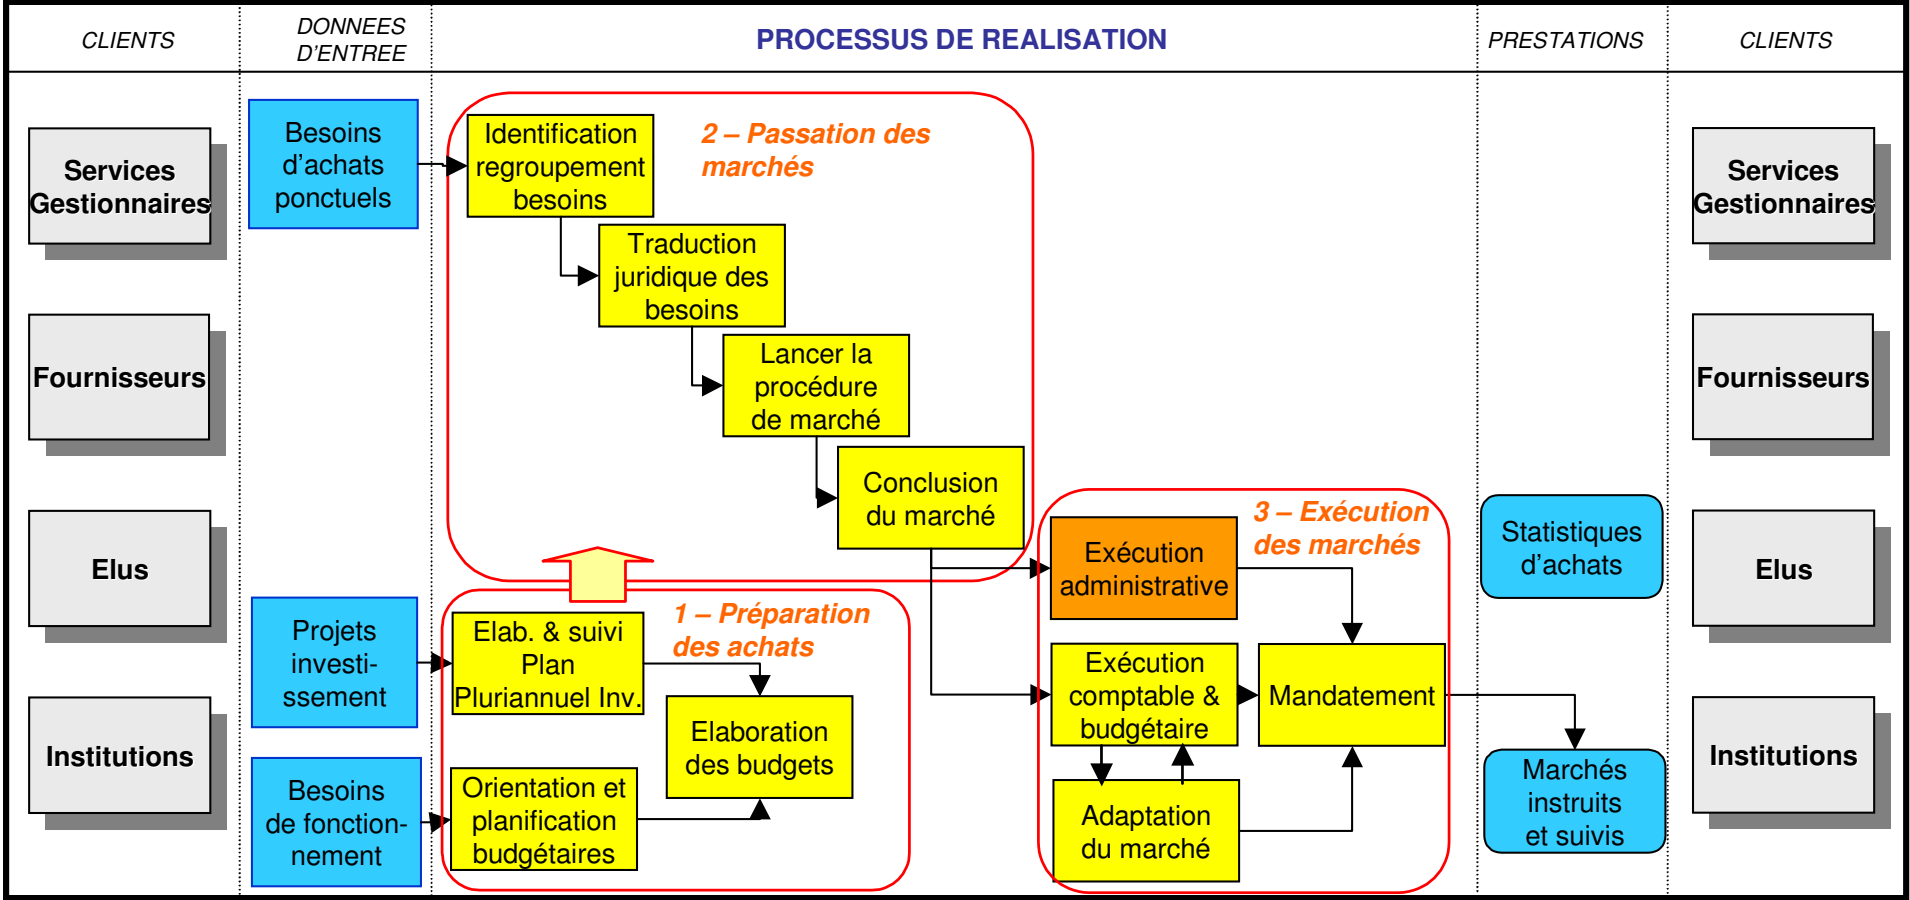 CLIENTS
DONNEES
D'ENTREE
PROCESSUS DE REALISATION
PRESTATIONS
CLIENTS
Services
Gestionnaires
Fournisseurs
Elus
Institutions
Besoins
d'achats
ponctuels
Projets
investi-
ssement
Besoins
de fonction-
nement
2 – Passation des
marchés
Identification
regroupement
besoins
Traduction
juridique des
besoins
Lancer la
procédure
de marché
Conclusion
du marché
1 – Préparation
des achats
Elab. & suivi
Plan
Pluriannuel Inv.
Elaboration
des budgets
Orientation et
planification
budgétaires
3 – Exécution
des marchés
Exécution
administrative
Exécution
comptable &
budgétaire
Mandatement
Adaptation
du marché
Statistiques
d'achats
Marchés
instruits
et suivis
Services
Gestionnaires
Fournisseurs
Elus
Institutions